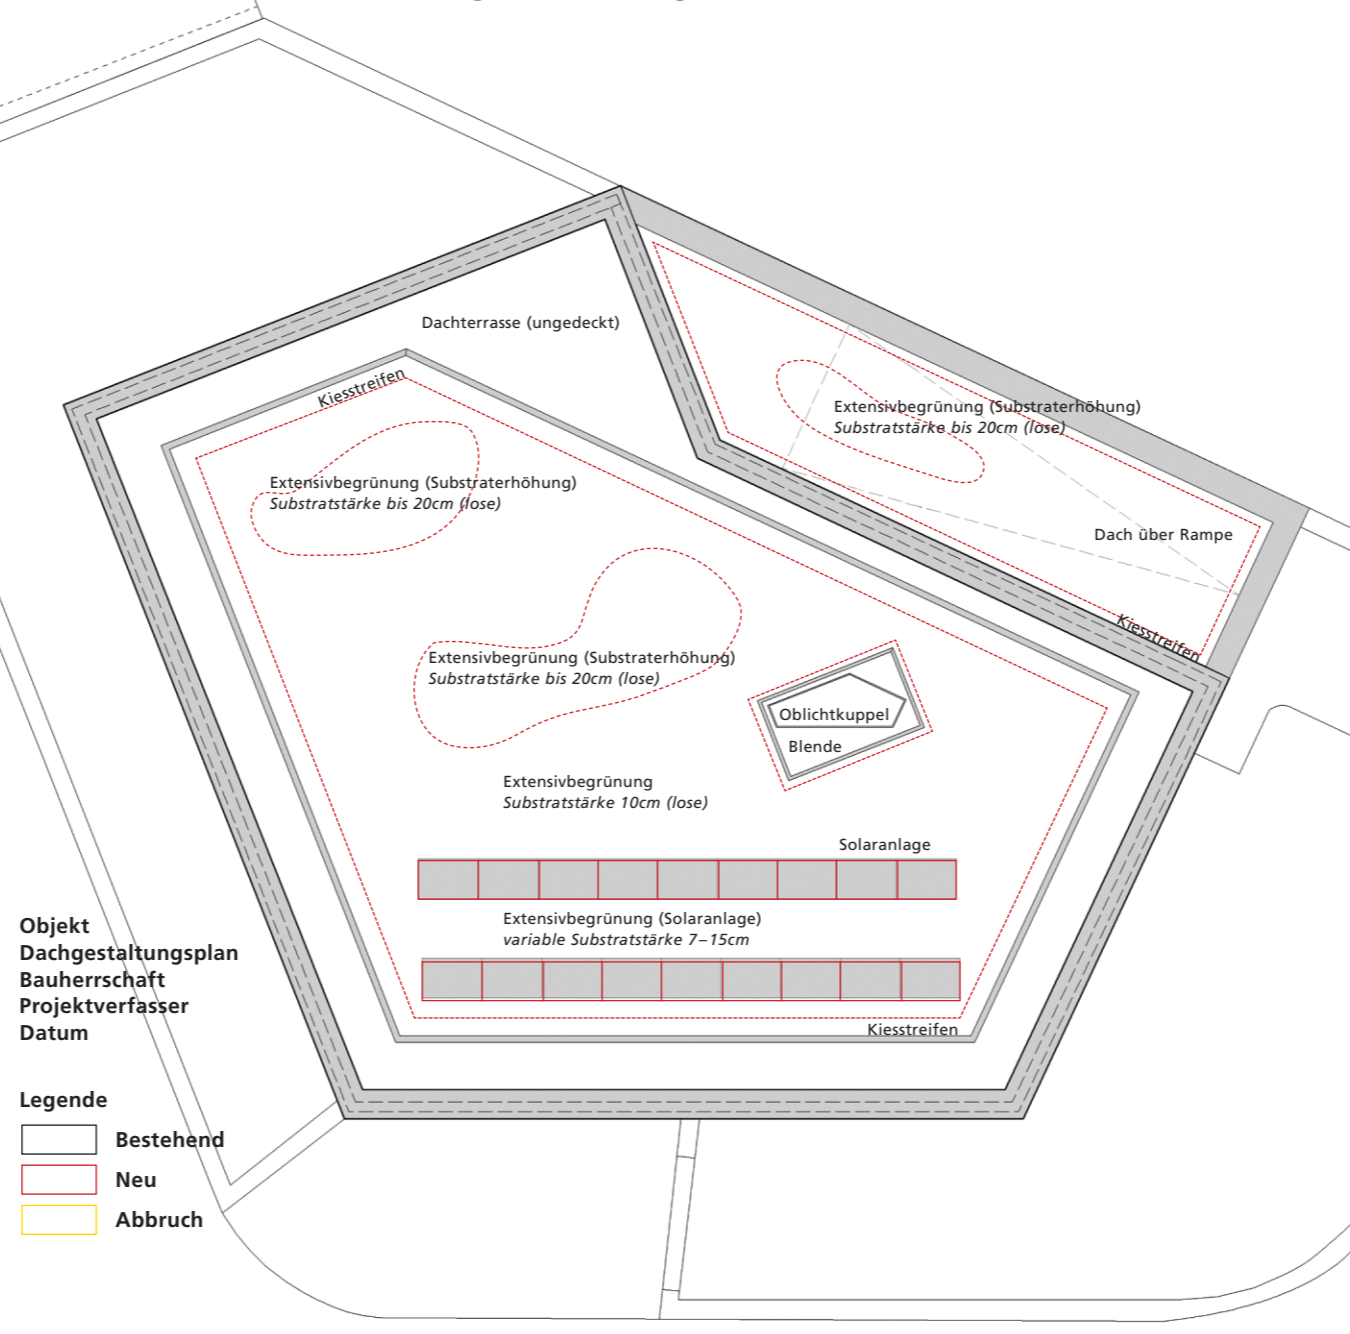 Dachterrasse (ungedeckt)
Kiesstreifen
Extensivbegrünung (Substraterhöhung)
Substratstärke bis 20cm (lose)
Extensivbegrünung (Substraterhöhung)
Substratstärke bis 20cm (lose)
Dach über Rampe
Kiesstreifen
Extensivbegrünung (Substraterhöhung)
Substratstärke bis 20cm (lose)
Oblichtkuppel
Blende
Extensivbegrünung
Substratstärke 10cm (lose)
Solaranlage
Extensivbegrünung (Solaranlage)
variable Substratstärke 7–15cm
Kiesstreifen
Objekt
Dachgestaltungsplan
Bauherrschaft
Projektverfasser
Datum
Legende
Bestehend
Neu
Abbruch